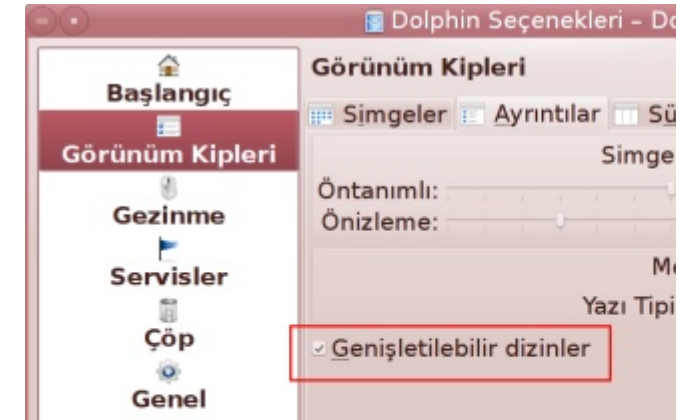 Dolphin Seçenekleri – Do
Başlangıç
Görünüm Kipleri
Gezinme
Servisler
Çöp
Genel
Görünüm Kipleri
Simgeler
Ayrıntılar
Sü
Simge
Öntanımlı:
Önizleme:
Me
Yazı Tipi
Genişletilebilir dizinler